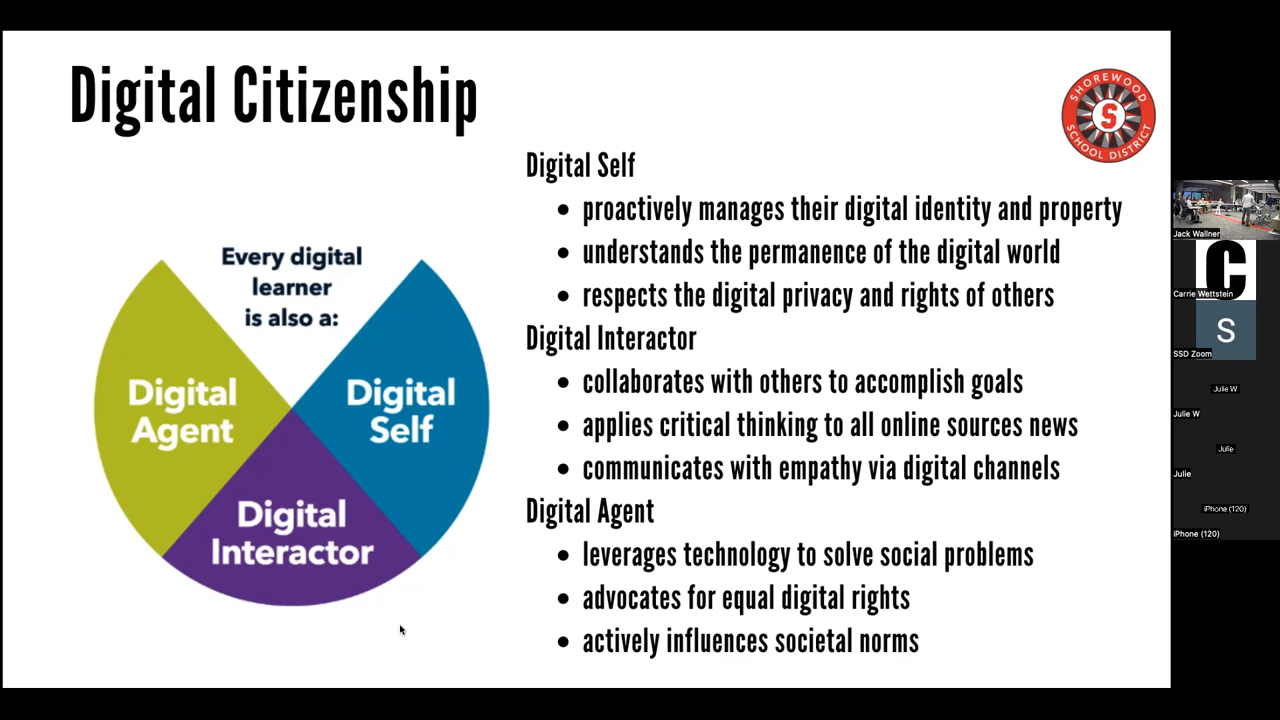 Digital Citizenship
SHOREWOOD
S
SCHOOL DISTRICT
Every digital
learner
is also a:
Digital
Agent
Digital
Self
Digital
Interactor
Digital Self
• proactively manages their digital identity and property
• understands the permanence of the digital world
• respects the digital privacy and rights of others
Digital Interactor
• collaborates with others to accomplish goals
• applies critical thinking to all online sources news
• communicates with empathy via digital channels
Digital Agent
• leverages technology to solve social problems
• advocates for equal digital rights
• actively influences societal norms
Jack Wallner
C
Carrie Wettstein
S
SSD Zoom
Julie W
Julie W
Julie
Julie
iPhone (120)
iPhone (120)